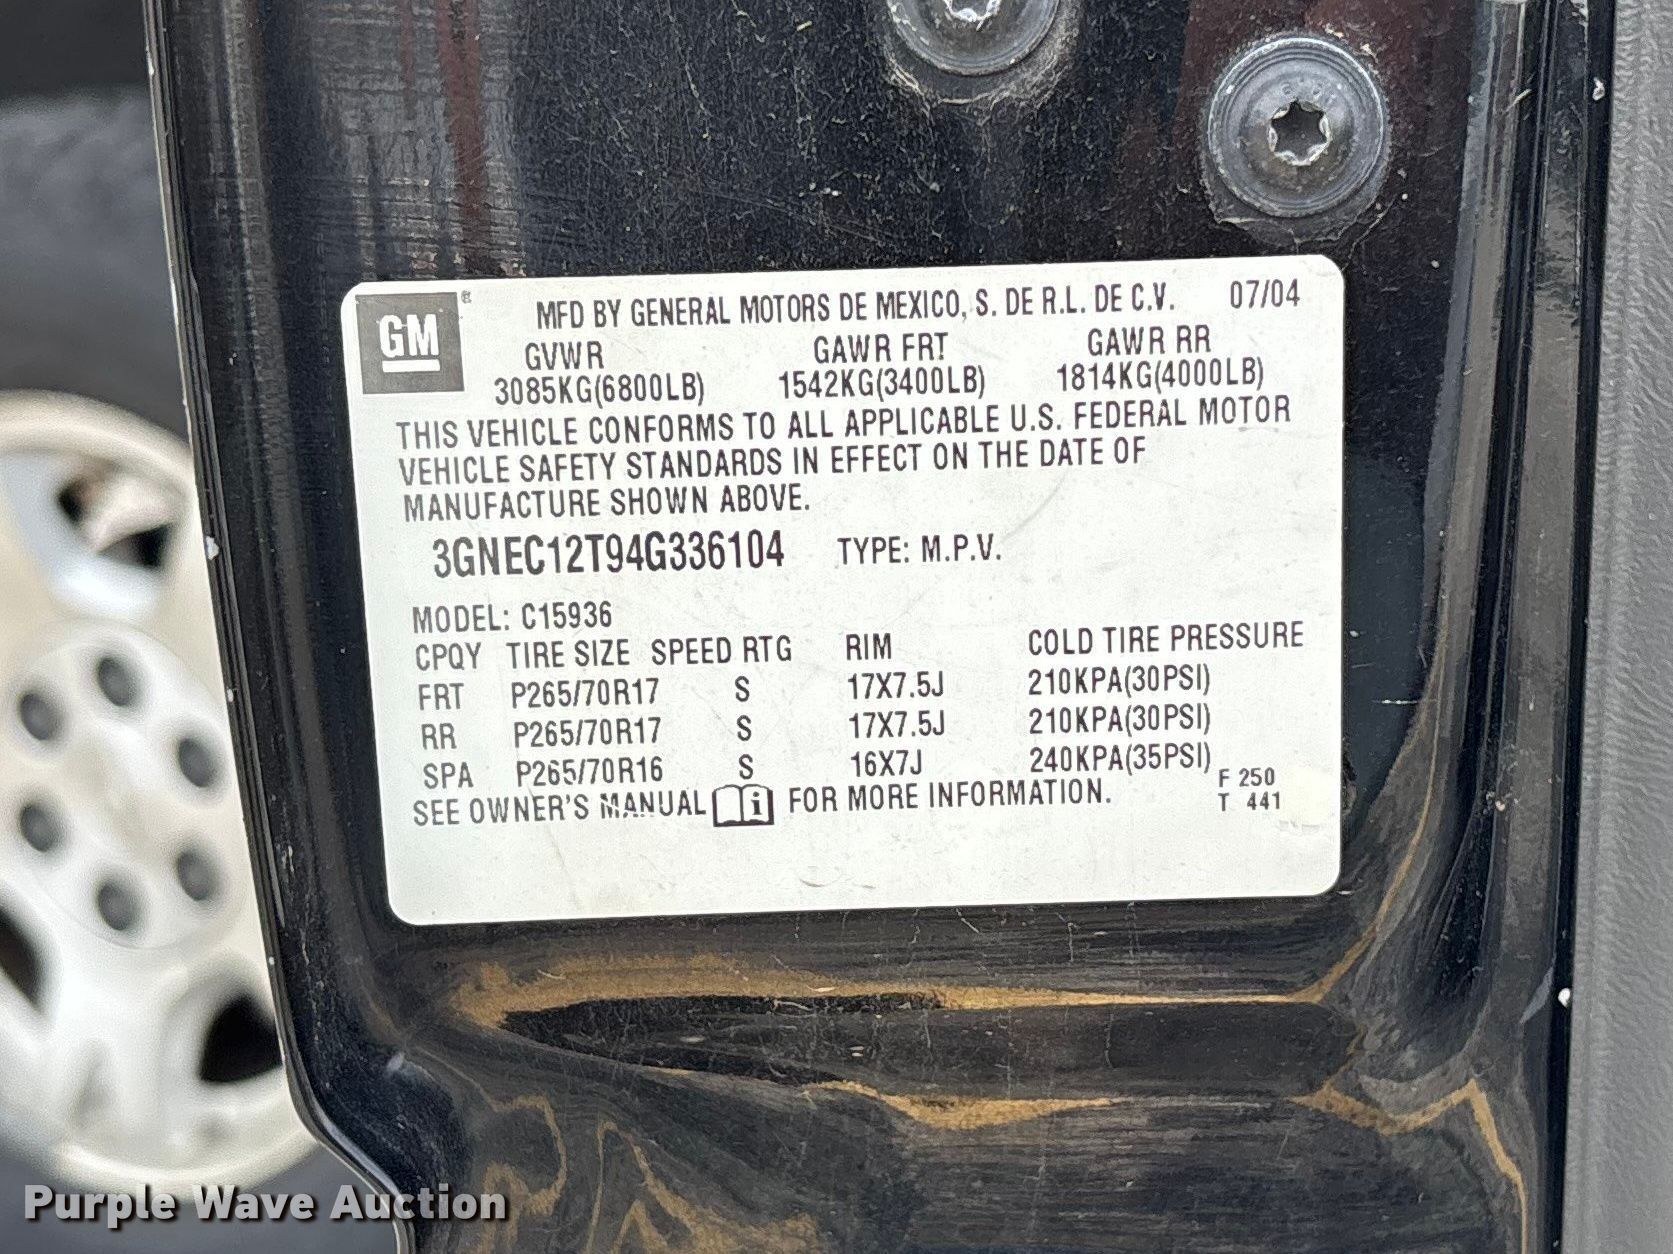 GM®
MFD BY GENERAL MOTORS DE MEXICO, S. DE R.L. DE C.V. 07/04
GVWR GAWR FRT GAWR RR
3085KG(6800LB) 1542KG(3400LB) 1814KG(4000LB)
THIS VEHICLE CONFORMS TO ALL APPLICABLE U.S. FEDERAL MOTOR
VEHICLE SAFETY STANDARDS IN EFFECT ON THE DATE OF
MANUFACTURE SHOWN ABOVE.
3GNEC12T94G336104 TYPE: M.P.V.
MODEL: C15936
CPQY TIRE SIZE SPEED RTG RIM COLD TIRE PRESSURE
FRT P265/70R17 S 17X7.5J 210KPA(30PSI)
RR P265/70R17 S 17X7.5J 210KPA(30PSI)
SPA P265/70R16 S 16X7J 240KPA(35PSI)
SEE OWNER'S MANUAL i FOR MORE INFORMATION.
F 250
T 441
Purple Wave Auction